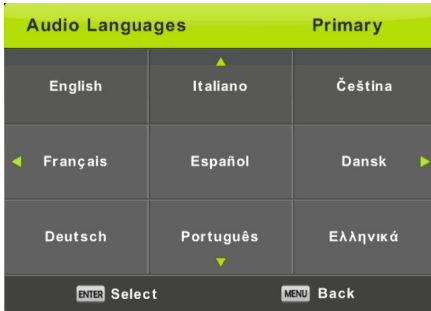 Audio Languages Primary
English Italiano Čeština
Français Español Dansk
Deutsch Português Ελληνικά
ENTER Select MENU Back